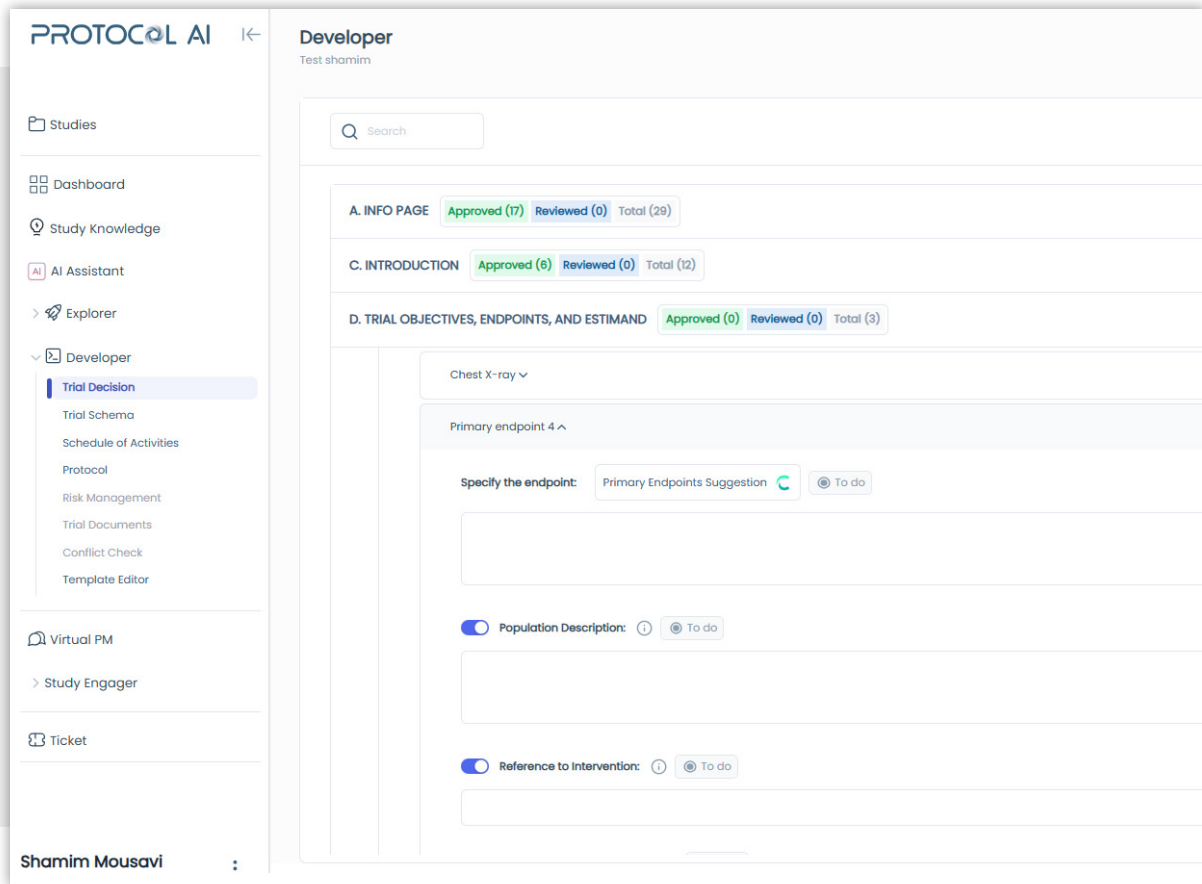 PROTOCOL AI
Developer
Test shamim
Studies
Dashboard
Study Knowledge
AI AI Assistant
Explorer
Developer
Trial Decision
Trial Schema
Schedule of Activities
Protocol
Risk Management
Trial Documents
Conflict Check
Template Editor
Virtual PM
Study Engager
Ticket
Shamim Mousavi
Search
A. INFO PAGE Approved (17) Reviewed (0) Total (29)
C. INTRODUCTION Approved (6) Reviewed (0) Total (12)
D. TRIAL OBJECTIVES, ENDPOINTS, AND ESTIMAND Approved (0) Reviewed (0) Total (3)
Chest X-ray
Primary endpoint 4
Specify the endpoint: Primary Endpoints Suggestion To do
Population Description: To do
Reference to Intervention: To do